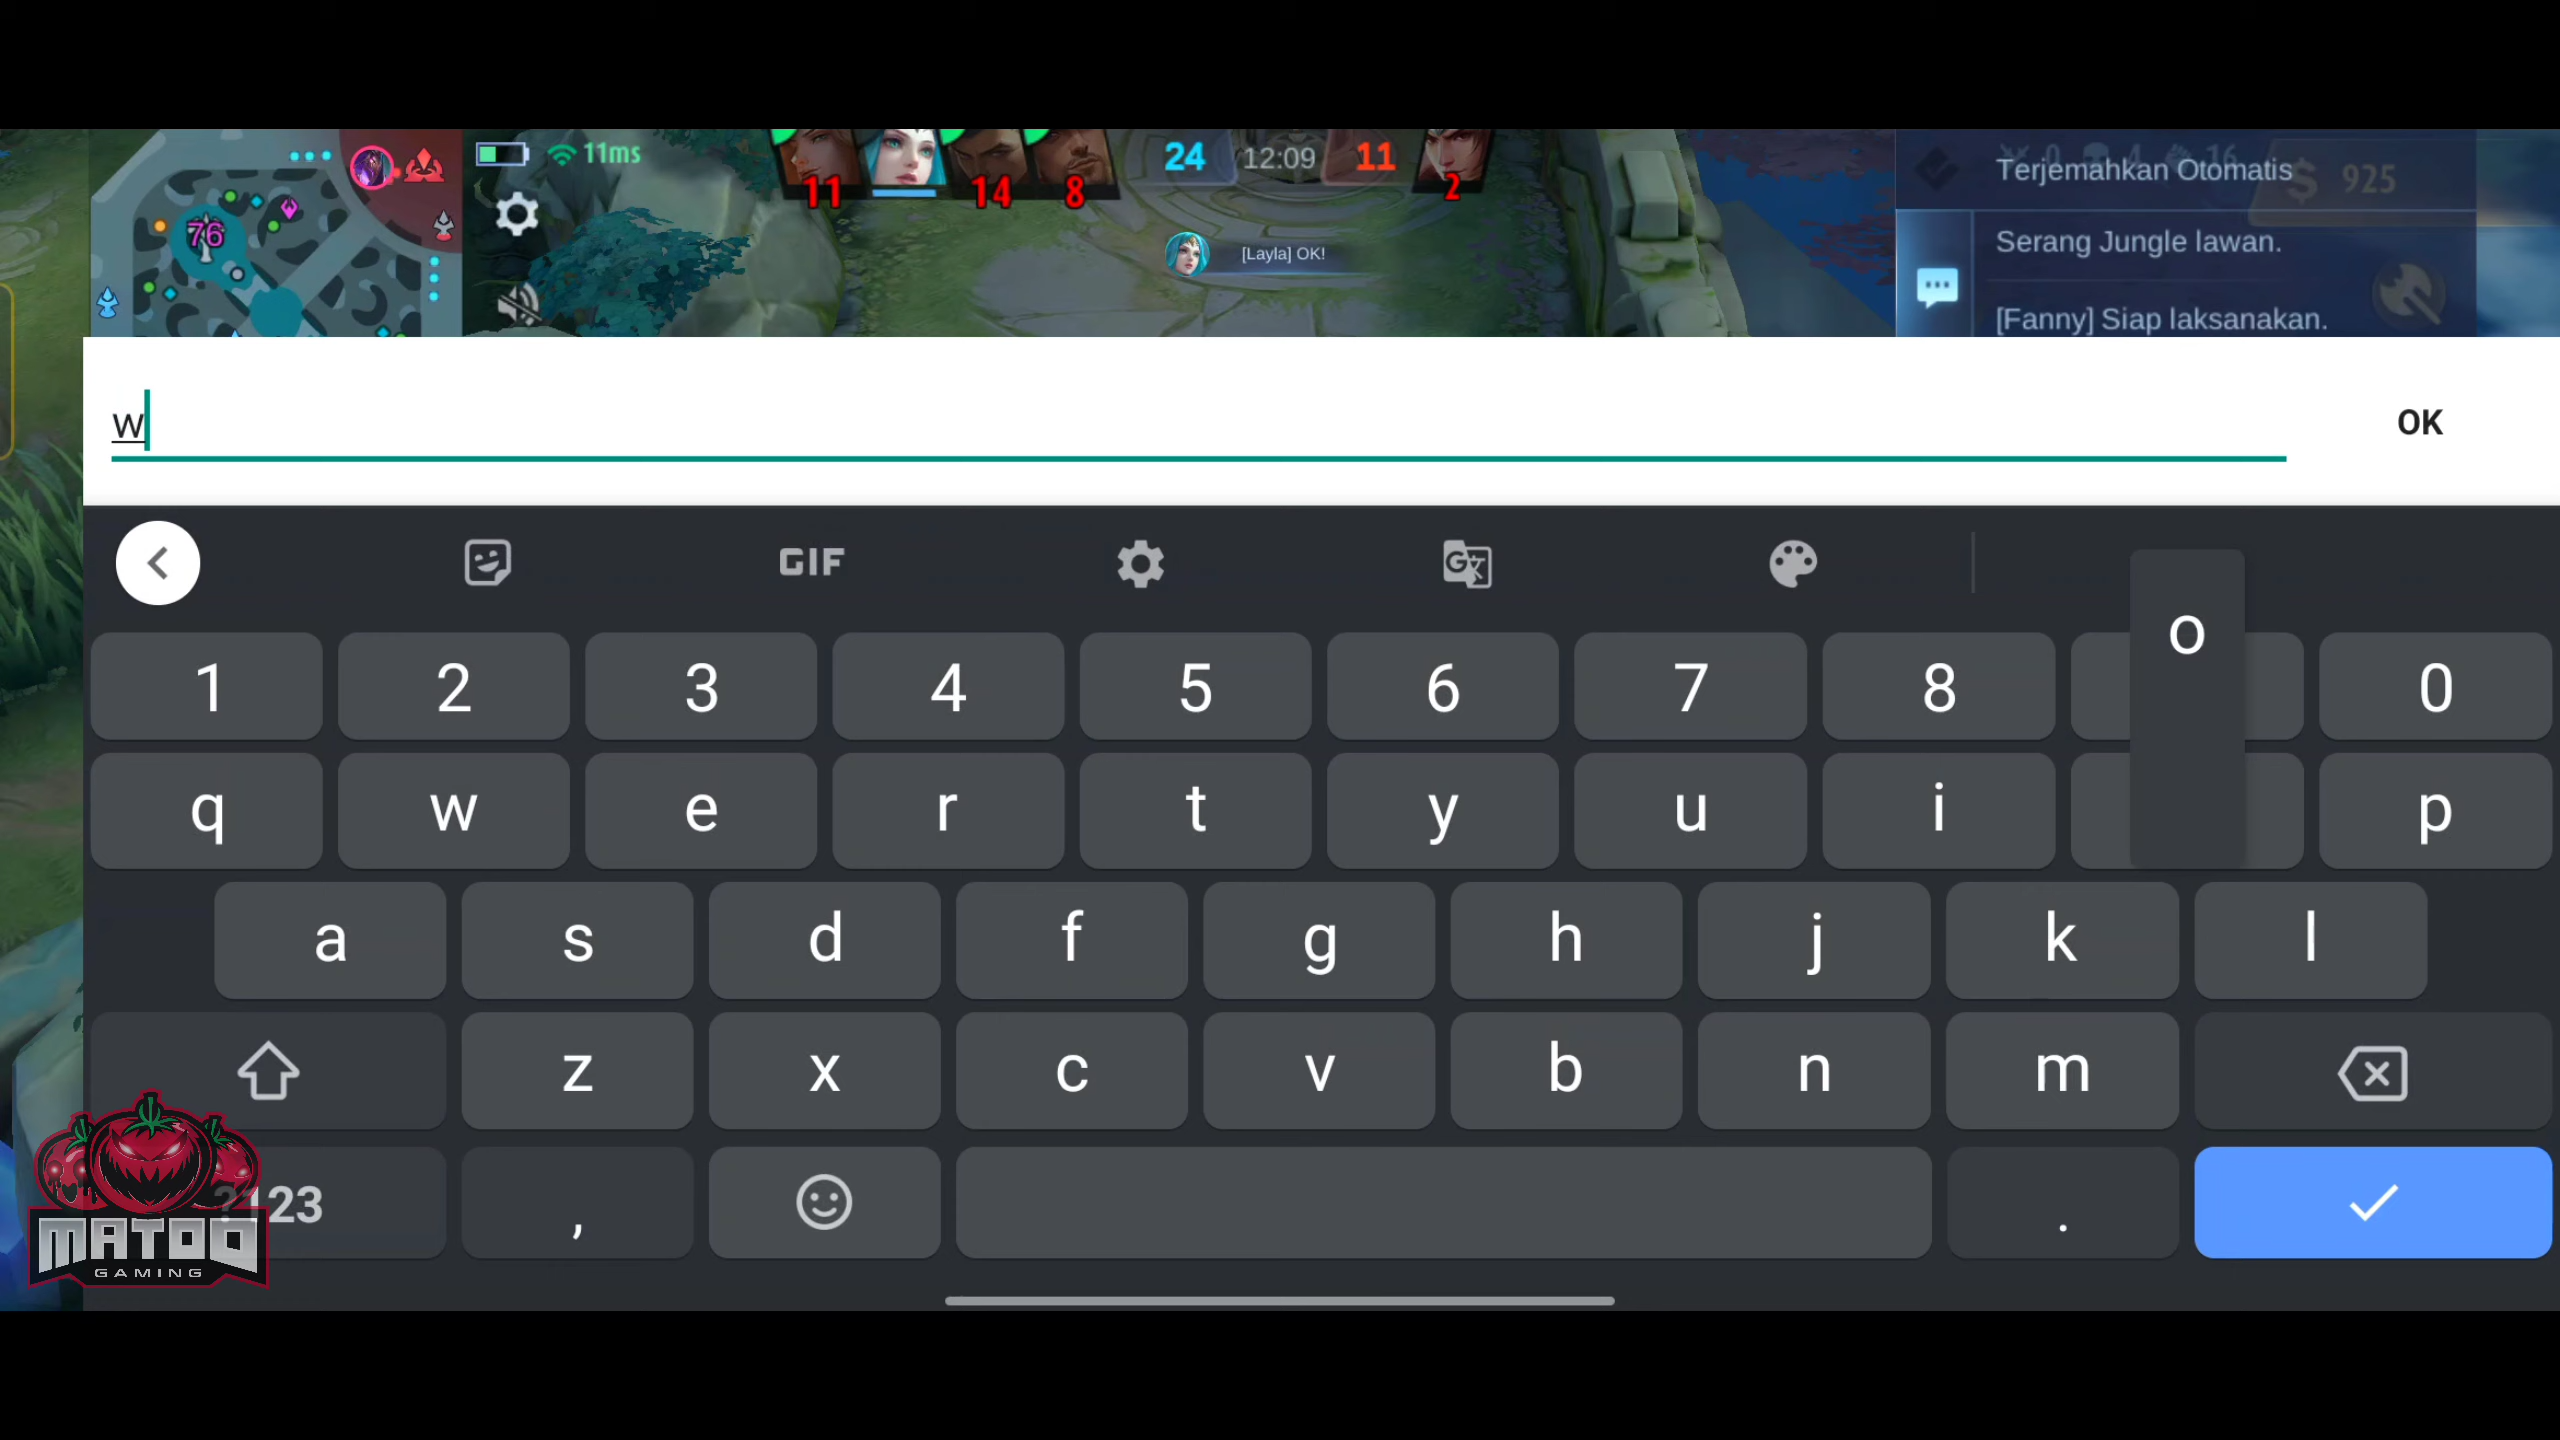 76
11ms
11
14
8
24
12:09
11
2
[Layla] OK!
Terjemahkan Otomatis
925
Serang Jungle lawan.
[Fanny] Siap laksanakan.
w
OK
GIF
o
1 2 3 4 5 6 7 8 0
q w e r t y u i p
a s d f g h j k l
z x c v b n m
?123 , .
MATOO
GAMING